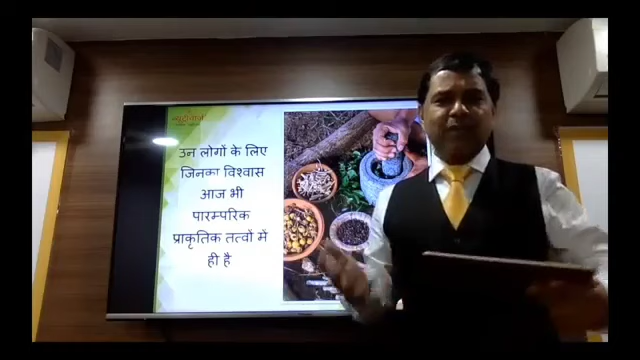 उन लोगों के लिए
जिनका विश्वास
आज भी
पारम्परिक
प्राकृतिक तत्वों में
ही है